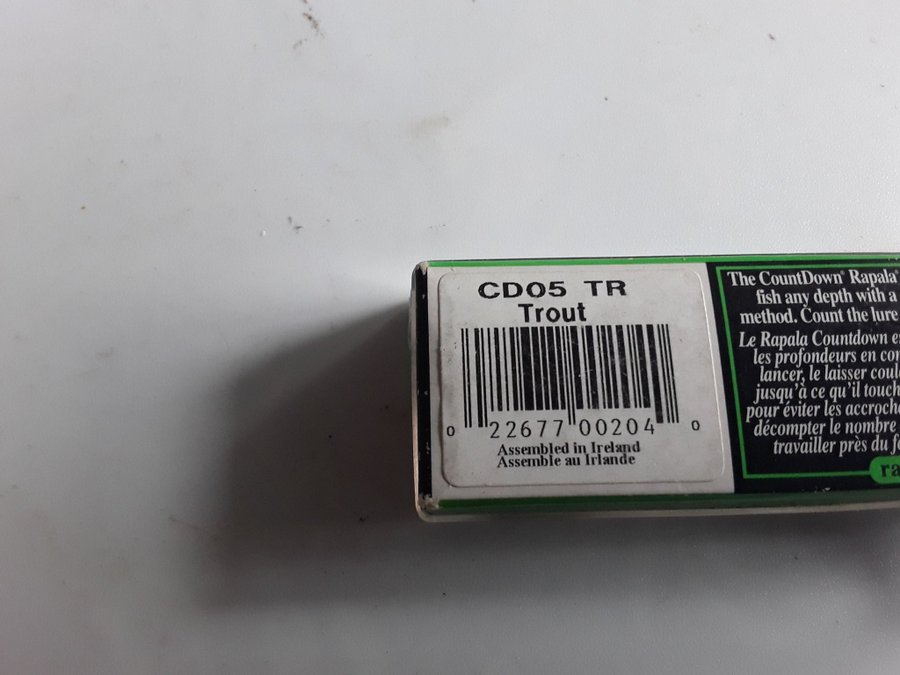 CD05 TR
Trout
0 22677 00204 0
Assembled in Ireland
Assemble au Irlande
The CountDown® Rapala®
fish any depth with a
method. Count the lure
Le Rapala Countdown
les profondeurs en
lancer, le laisser
jusqu'à ce qu'il
pour éviter les
décompter le nombre
travailler près du